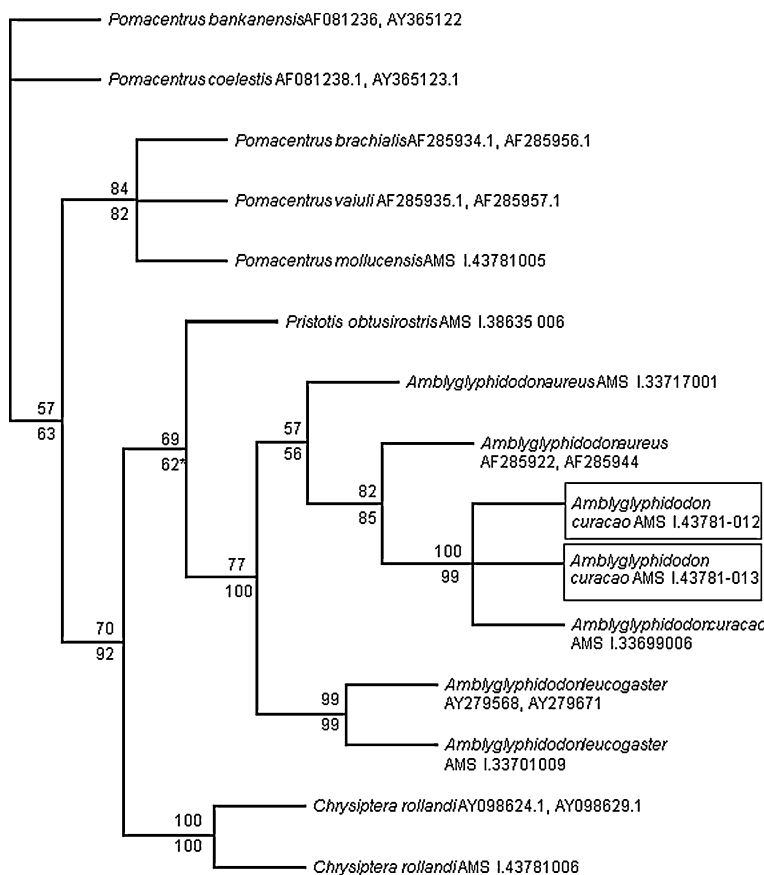 Pomacentrus bankanensisAF081236, AY365122
Pomacentrus coelestis AF081238.1, AY365123.1
Pomacentrus brachialisAF285934.1, AF285956.1
84
82
Pomacentrus vaiuli AF285935.1, AF285957.1
Pomacentrus mollucensisAMS I.43781005
Pristotis obtusirostrisAMS I.38635 006
AmblyglyphidodonaureusAMS I.33717001
57
63
69
62*
57
56
Amblyglyphidodonaureus
AF285922, AF285944
82
85
Amblyglyphidodon
curacao AMS I.43781-012
100
99
Amblyglyphidodon
curacao AMS I.43781-013
77
100
Amblyglyphidodoncuracao
AMS I.33699006
70
92
Amblyglyphidodonleucogaster
AY279568, AY279671
99
99
Amblyglyphidodonleucogaster
AMS I.33701009
Chrysiptera rollandiAY098624.1, AY098629.1
100
100
Chrysiptera rollandiAMS I.43781006